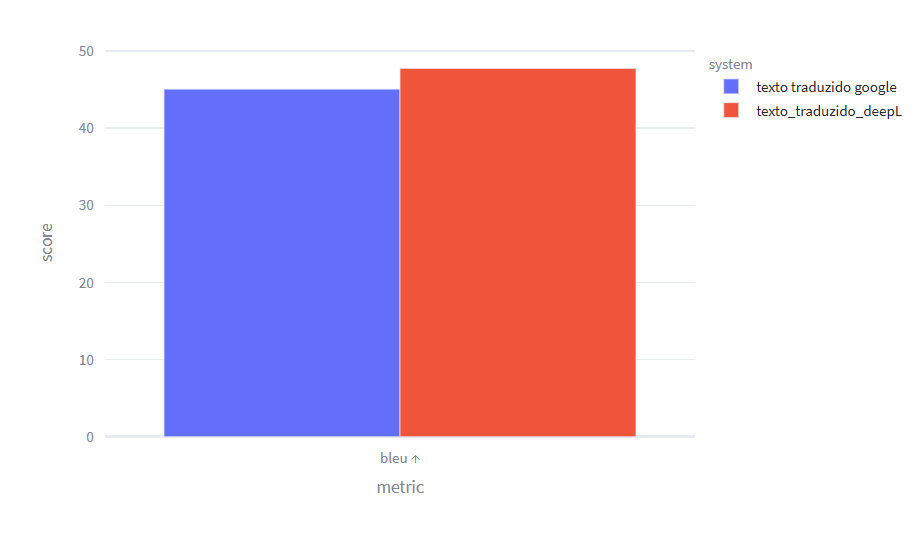 50
40
30
20
10
0
score
bleu ↑
metric
system
texto traduzido google
texto_traduzido_deepL